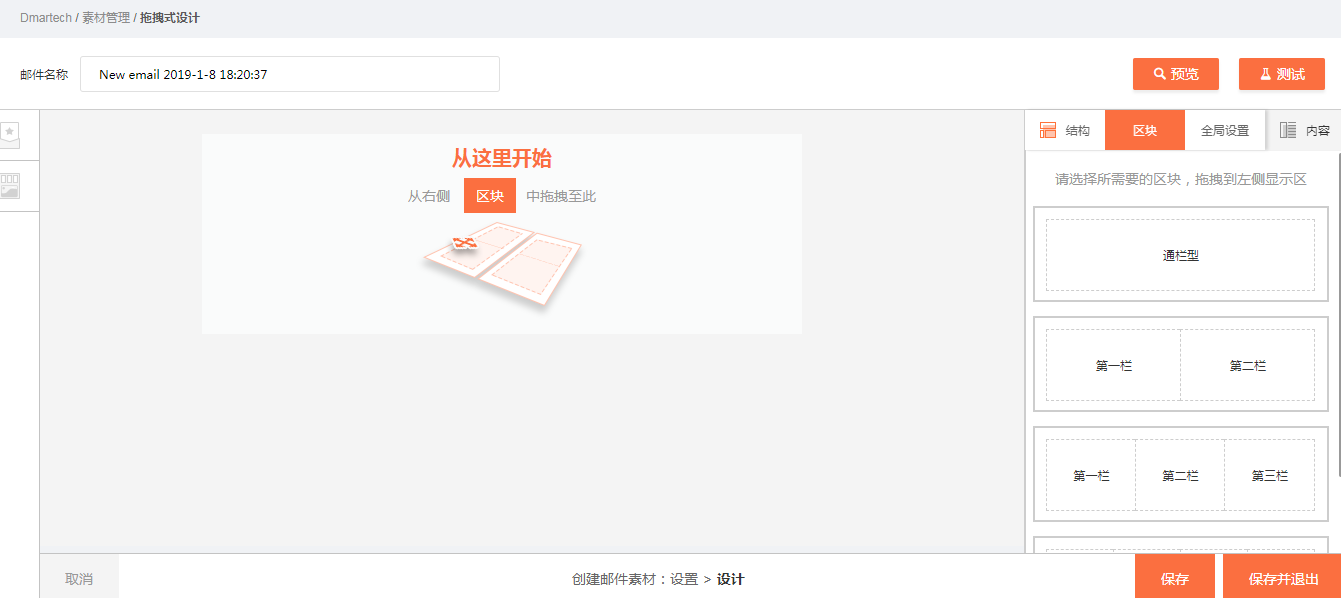 Dmartech / 素材管理 / 拖拽式设计
邮件名称
New email 2019-1-8 18:20:37
预览
测试
结构
区块
全局设置
内容
从这里开始
从右侧 区块 中拖拽至此
请选择所需要的区块，拖拽到左侧显示区
通栏型
第一栏 第二栏
第一栏 第二栏 第三栏
取消
创建邮件素材：设置 > 设计
保存
保存并退出